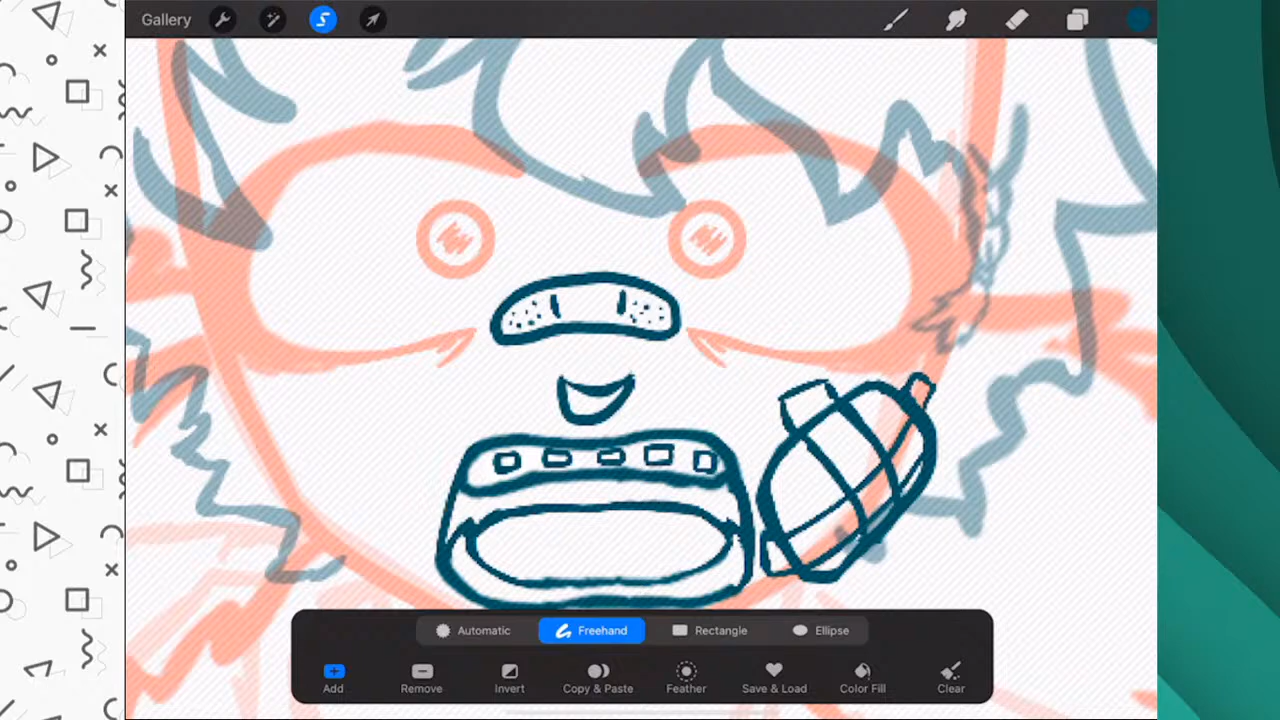 Gallery
Automatic Freehand Rectangle Ellipse
Add Remove Invert Copy & Paste Feather Save & Load Color Fill Clear